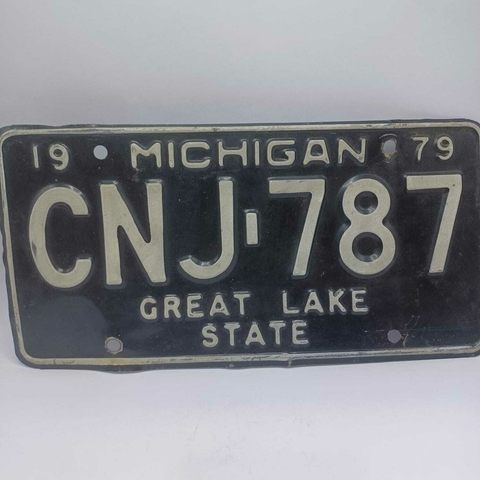 19 MICHIGAN 79
CNJ-787
GREAT LAKE
STATE